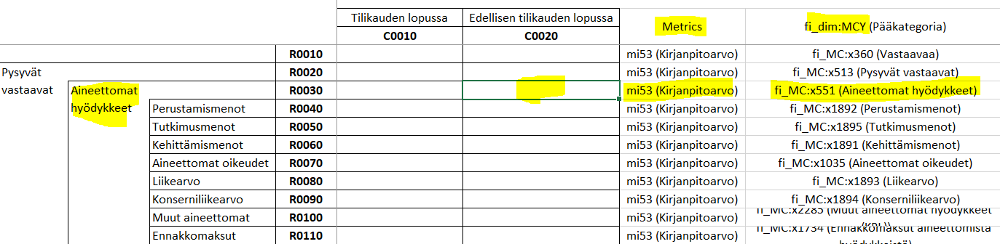 Tilikauden lopussa Edellisen tilikauden lopussa Metrics fi_dim:MCY (Pääkategoria)
C0010 C0020
R0010 mi53 (Kirjanpitoarvo) fi_MC:x360 (Vastaavaa)
Pysyvät R0020 mi53 (Kirjanpitoarvo) fi_MC:x513 (Pysyvät vastaavat)
vastaavat Aineettomat R0030 mi53 (Kirjanpitoarvo) fi_MC:x551 (Aineettomat hyödykkeet)
hyödykkeet Perustamismenot R0040 mi53 (Kirjanpitoarvo) fi_MC:x1892 (Perustamismenot)
Tutkimusmenot R0050 mi53 (Kirjanpitoarvo) fi_MC:x1895 (Tutkimusmenot)
Kehittämismenot R0060 mi53 (Kirjanpitoarvo) fi_MC:x1891 (Kehittämismenot)
Aineettomat oikeudet R0070 mi53 (Kirjanpitoarvo) fi_MC:x1035 (Aineettomat oikeudet)
Liikearvo R0080 mi53 (Kirjanpitoarvo) fi_MC:x1893 (Liikearvo)
Konserniliikearvo R0090 mi53 (Kirjanpitoarvo) fi_MC:x1894 (Konserniliikearvo)
Muut aineettomat R0100 mi53 (Kirjanpitoarvo) fi_MC:x2285 (Muut aineettomat hyödykkeet
Ennakkomaksut R0110 mi53 (Kirjanpitoarvo) fi_MC:x1734 (Ennakkomaksut aineettomista